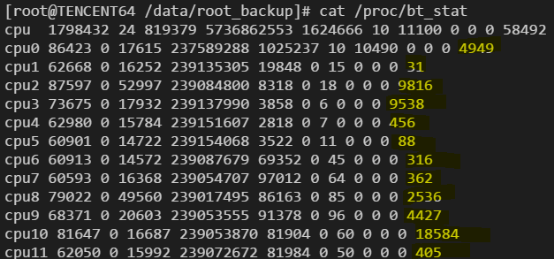 [root@TENCENT64 /data/root_backup]# cat /proc/bt_stat
cpu  1798432 24 819379 5736862553 1624666 10 11100 0 0 0 58492
cpu0 86423 0 17615 237589288 1025237 10 10490 0 0 0 4949
cpu1 62668 0 16252 239135305 19848 0 15 0 0 0 31
cpu2 87597 0 52997 239084800 8318 0 18 0 0 0 9816
cpu3 73675 0 17932 239137990 3858 0 6 0 0 0 9538
cpu4 62980 0 15784 239151607 2818 0 7 0 0 0 456
cpu5 60901 0 14722 239154068 3522 0 11 0 0 0 88
cpu6 60913 0 14572 239087679 69352 0 45 0 0 0 316
cpu7 60593 0 16368 239054707 97012 0 64 0 0 0 362
cpu8 79022 0 49560 239017495 86163 0 85 0 0 0 2536
cpu9 68371 0 20603 239053555 91378 0 96 0 0 0 4427
cpu10 81647 0 16687 239053870 81904 0 60 0 0 0 18584
cpu11 62050 0 15992 239072672 81984 0 50 0 0 0 405